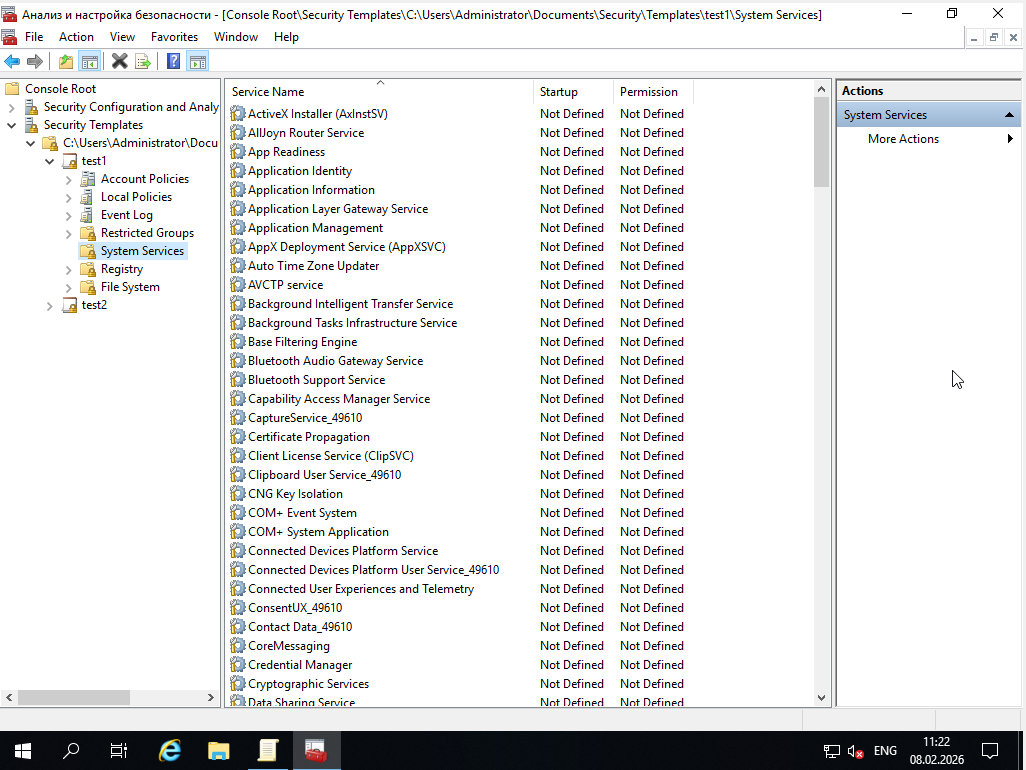 Анализ и настройка безопасности - [Console Root\Security Templates\C:\Users\Administrator\Documents\Security\Templates\test1\System Services]
File Action View Favorites Window Help
Console Root
Security Configuration and Analy
Security Templates
C:\Users\Administrator\Docu
test1
Account Policies
Local Policies
Event Log
Restricted Groups
System Services
Registry
File System
test2
Service Name Startup Permission
ActiveX Installer (AxInstSV) Not Defined Not Defined
AllJoyn Router Service Not Defined Not Defined
App Readiness Not Defined Not Defined
Application Identity Not Defined Not Defined
Application Information Not Defined Not Defined
Application Layer Gateway Service Not Defined Not Defined
Application Management Not Defined Not Defined
AppX Deployment Service (AppXSVC) Not Defined Not Defined
Auto Time Zone Updater Not Defined Not Defined
AVCTP service Not Defined Not Defined
Background Intelligent Transfer Service Not Defined Not Defined
Background Tasks Infrastructure Service Not Defined Not Defined
Base Filtering Engine Not Defined Not Defined
Bluetooth Audio Gateway Service Not Defined Not Defined
Bluetooth Support Service Not Defined Not Defined
Capability Access Manager Service Not Defined Not Defined
CaptureService_49610 Not Defined Not Defined
Certificate Propagation Not Defined Not Defined
Client License Service (ClipSVC) Not Defined Not Defined
Clipboard User Service_49610 Not Defined Not Defined
CNG Key Isolation Not Defined Not Defined
COM+ Event System Not Defined Not Defined
COM+ System Application Not Defined Not Defined
Connected Devices Platform Service Not Defined Not Defined
Connected Devices Platform User Service_49610 Not Defined Not Defined
Connected User Experiences and Telemetry Not Defined Not Defined
ConsentUX_49610 Not Defined Not Defined
Contact Data_49610 Not Defined Not Defined
CoreMessaging Not Defined Not Defined
Credential Manager Not Defined Not Defined
Cryptographic Services Not Defined Not Defined
Data Sharing Service Not Defined Not Defined
Actions
System Services
More Actions
ENG
11:22
08.02.2026